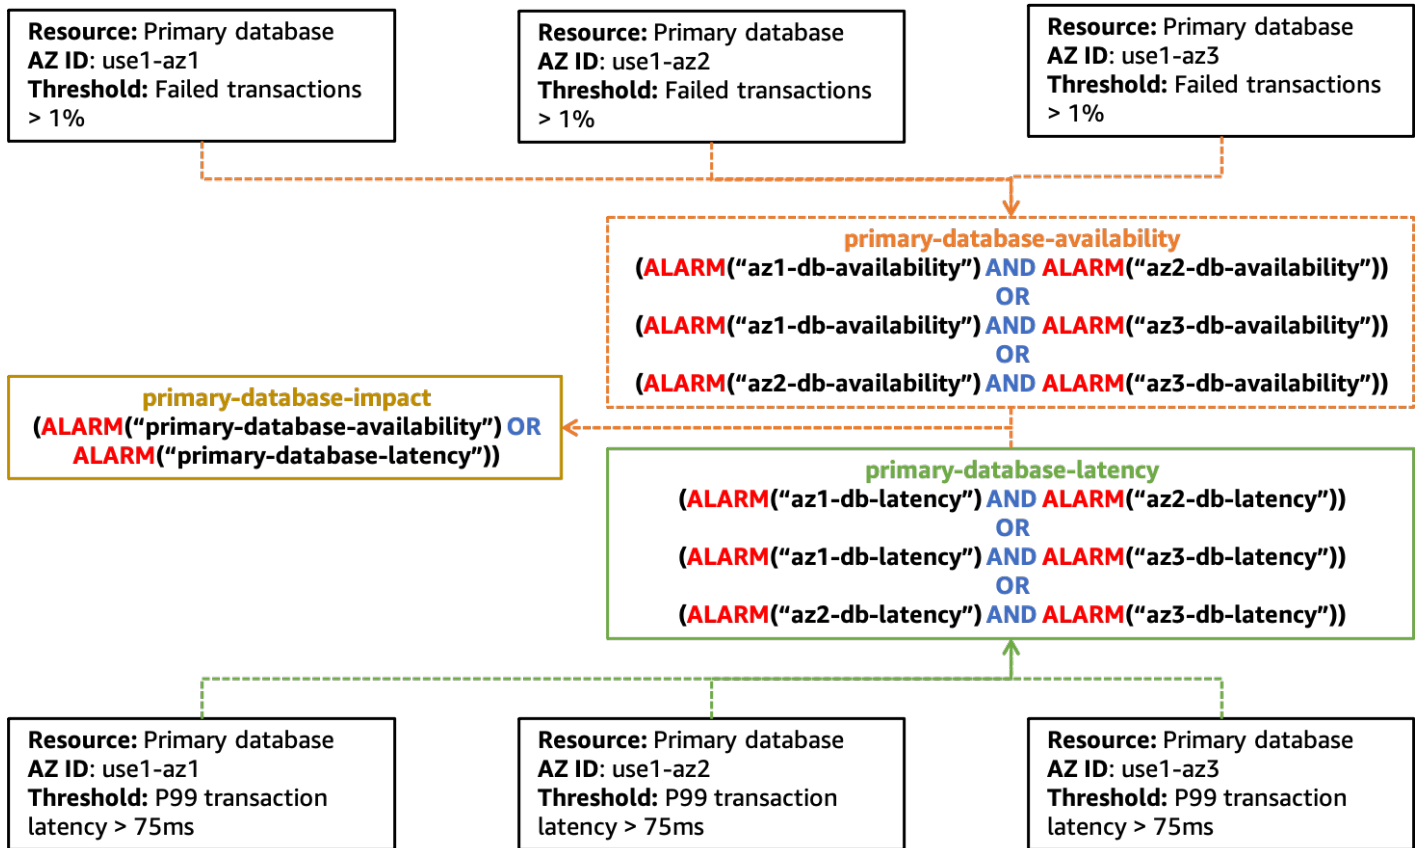 Resource: Primary database
AZ ID: use1-az1
Threshold: Failed transactions
> 1%
Resource: Primary database
AZ ID: use1-az2
Threshold: Failed transactions
> 1%
Resource: Primary database
AZ ID: use1-az3
Threshold: Failed transactions
> 1%
primary-database-availability
(ALARM(“az1-db-availability”) AND ALARM(“az2-db-availability”))
OR
(ALARM(“az1-db-availability”) AND ALARM(“az3-db-availability”))
OR
(ALARM(“az2-db-availability”) AND ALARM(“az3-db-availability”))
primary-database-impact
(ALARM(“primary-database-availability”) OR
ALARM(“primary-database-latency”))
primary-database-latency
(ALARM(“az1-db-latency”) AND ALARM(“az2-db-latency”))
OR
(ALARM(“az1-db-latency”) AND ALARM(“az3-db-latency”))
OR
(ALARM(“az2-db-latency”) AND ALARM(“az3-db-latency”))
Resource: Primary database
AZ ID: use1-az1
Threshold: P99 transaction
latency > 75ms
Resource: Primary database
AZ ID: use1-az2
Threshold: P99 transaction
latency > 75ms
Resource: Primary database
AZ ID: use1-az3
Threshold: P99 transaction
latency > 75ms